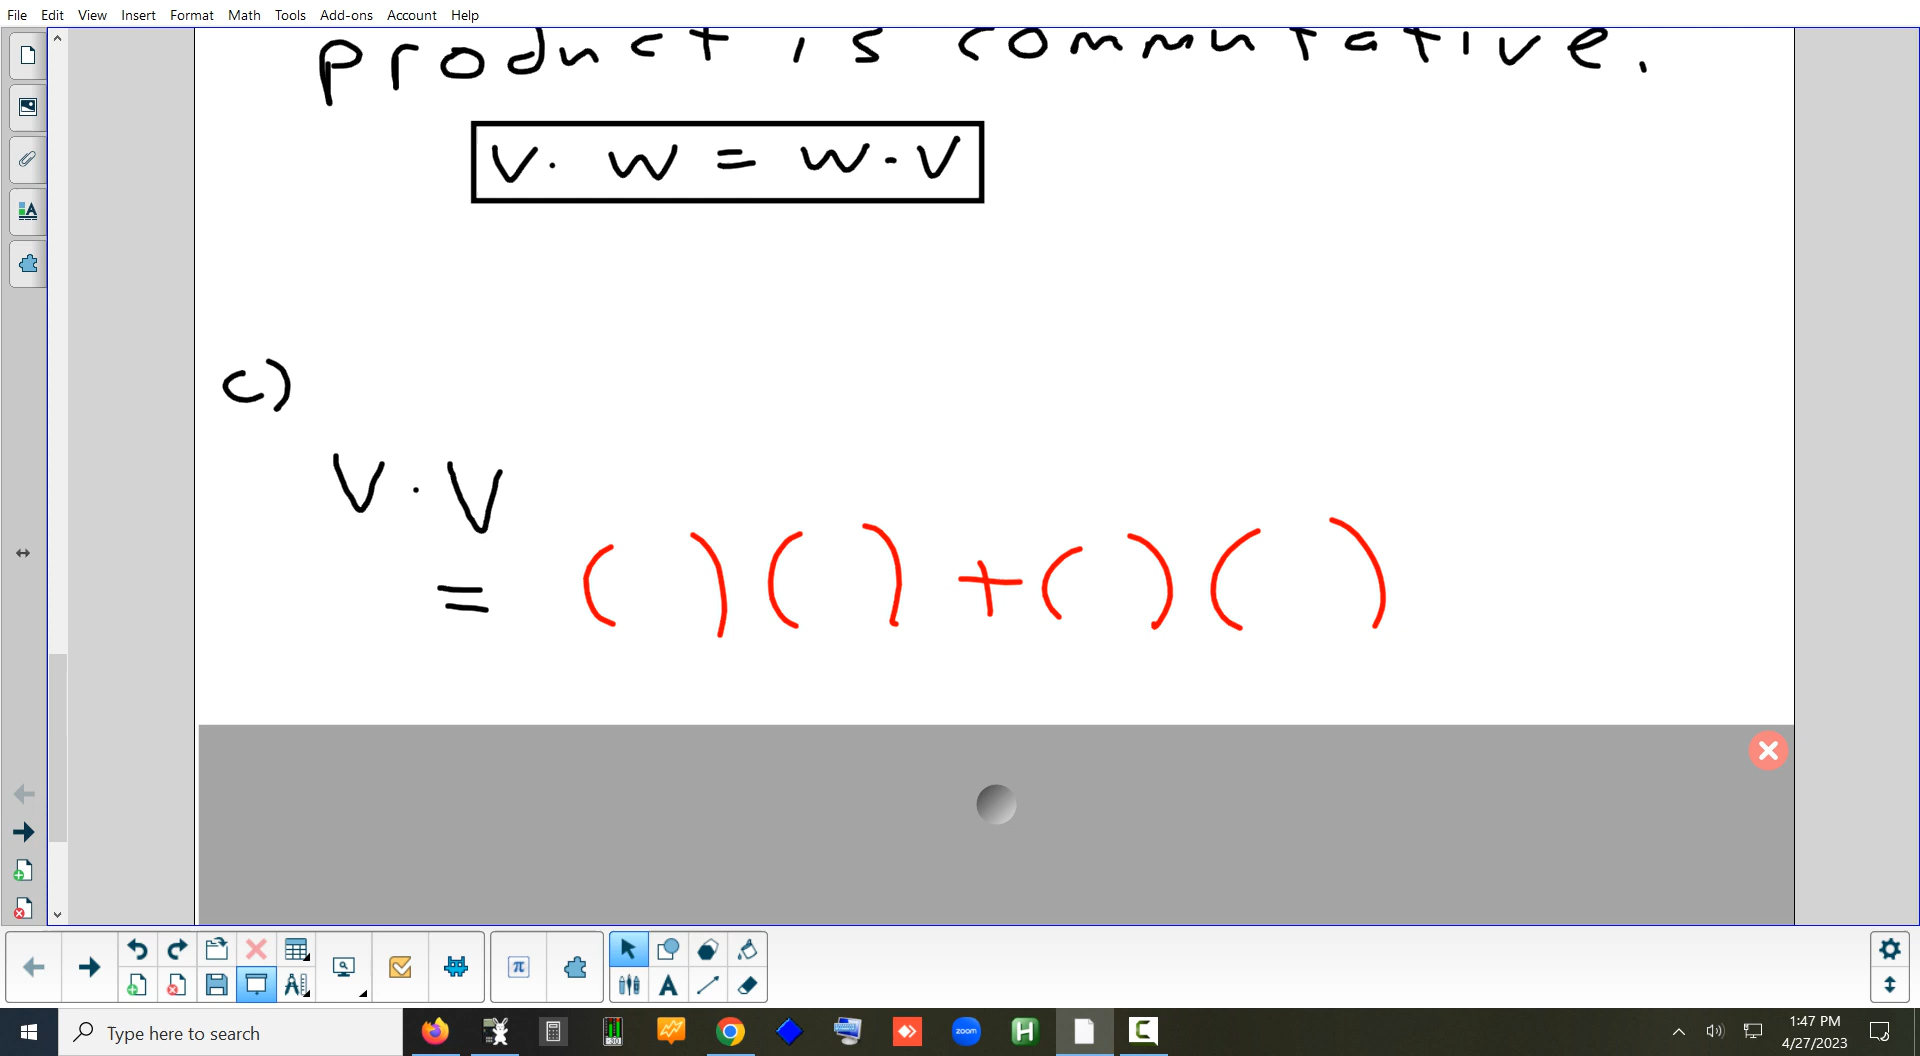 File Edit View Insert Format Math Tools Add-ons Account Help
product is commutative.
v · w = w · v
c)
V · V
= ( )( ) + ( )( )
π
A
Type here to search
zoom
H
C
1:47 PM
4/27/2023